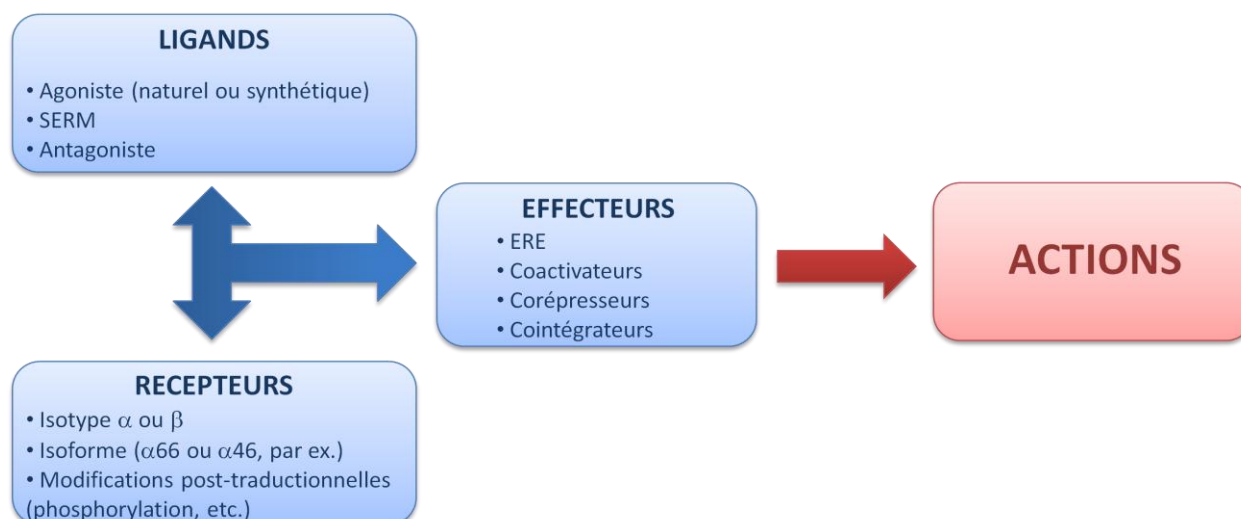 LIGANDS
• Agoniste (naturel ou synthétique)
• SERM
• Antagoniste
EFFECTEURS
• ERE
• Coactivateurs
• Corépresseurs
• Cointégrateurs
ACTIONS
RECEPTEURS
• Isotype α ou β
• Isoforme (α66 ou α46, par ex.)
• Modifications post-traductionnelles
(phosphorylation, etc.)